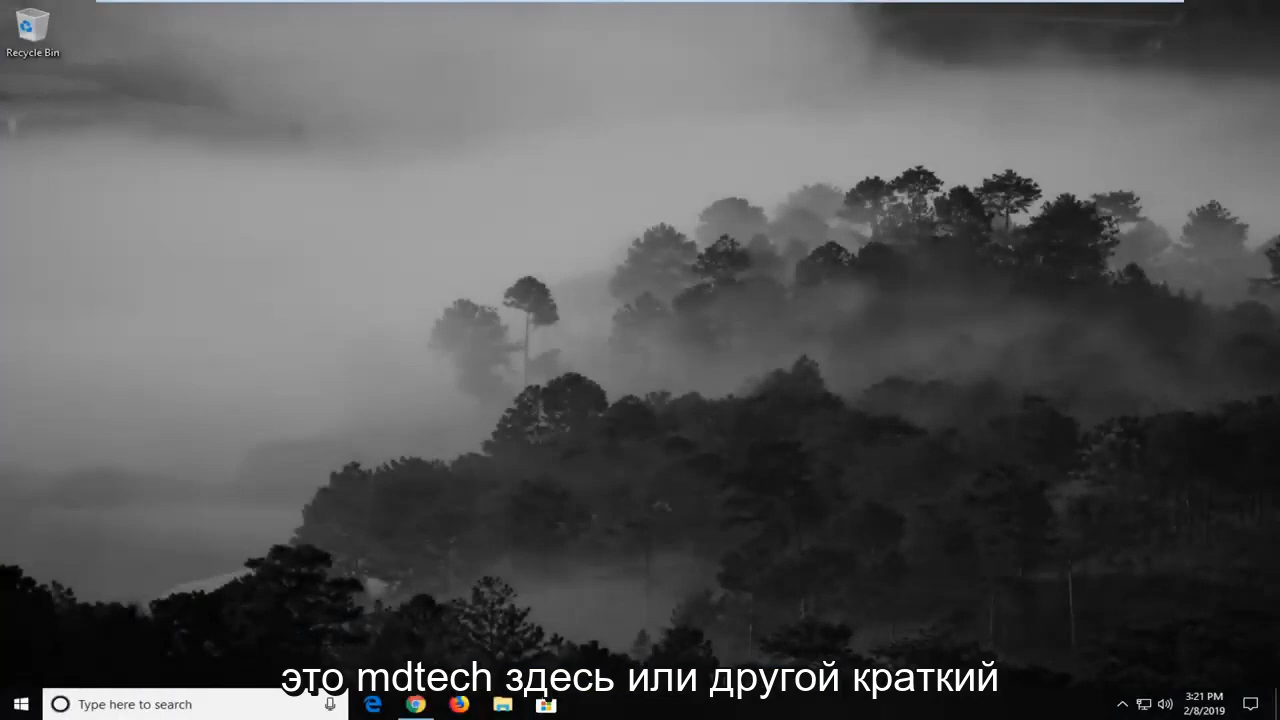 Recycle Bin
это mdtech здесь или другой краткий
Type here to search
3:21 PM
2/8/2019